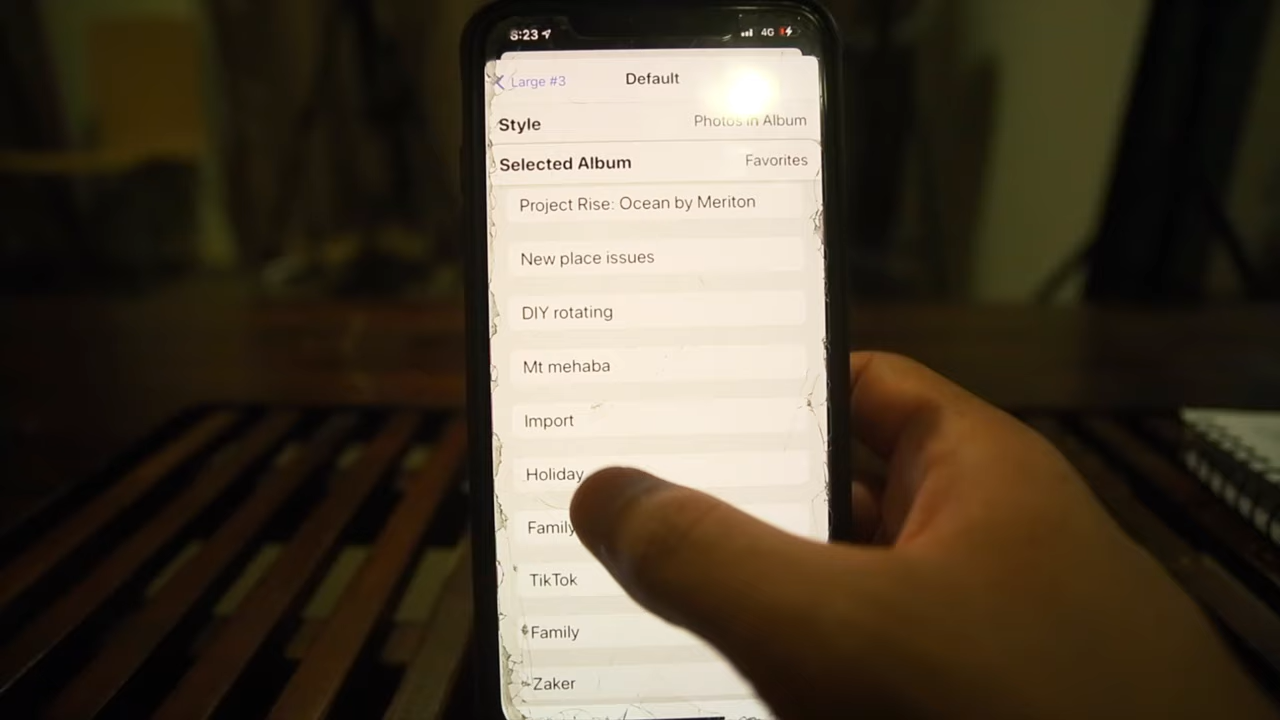 8:23 4G
Large #3 Default
Style Photos in Album
Selected Album Favorites
Project Rise: Ocean by Meriton
New place issues
DIY rotating
Mt mehaba
Import
Holiday
Family
TikTok
Family
Zaker